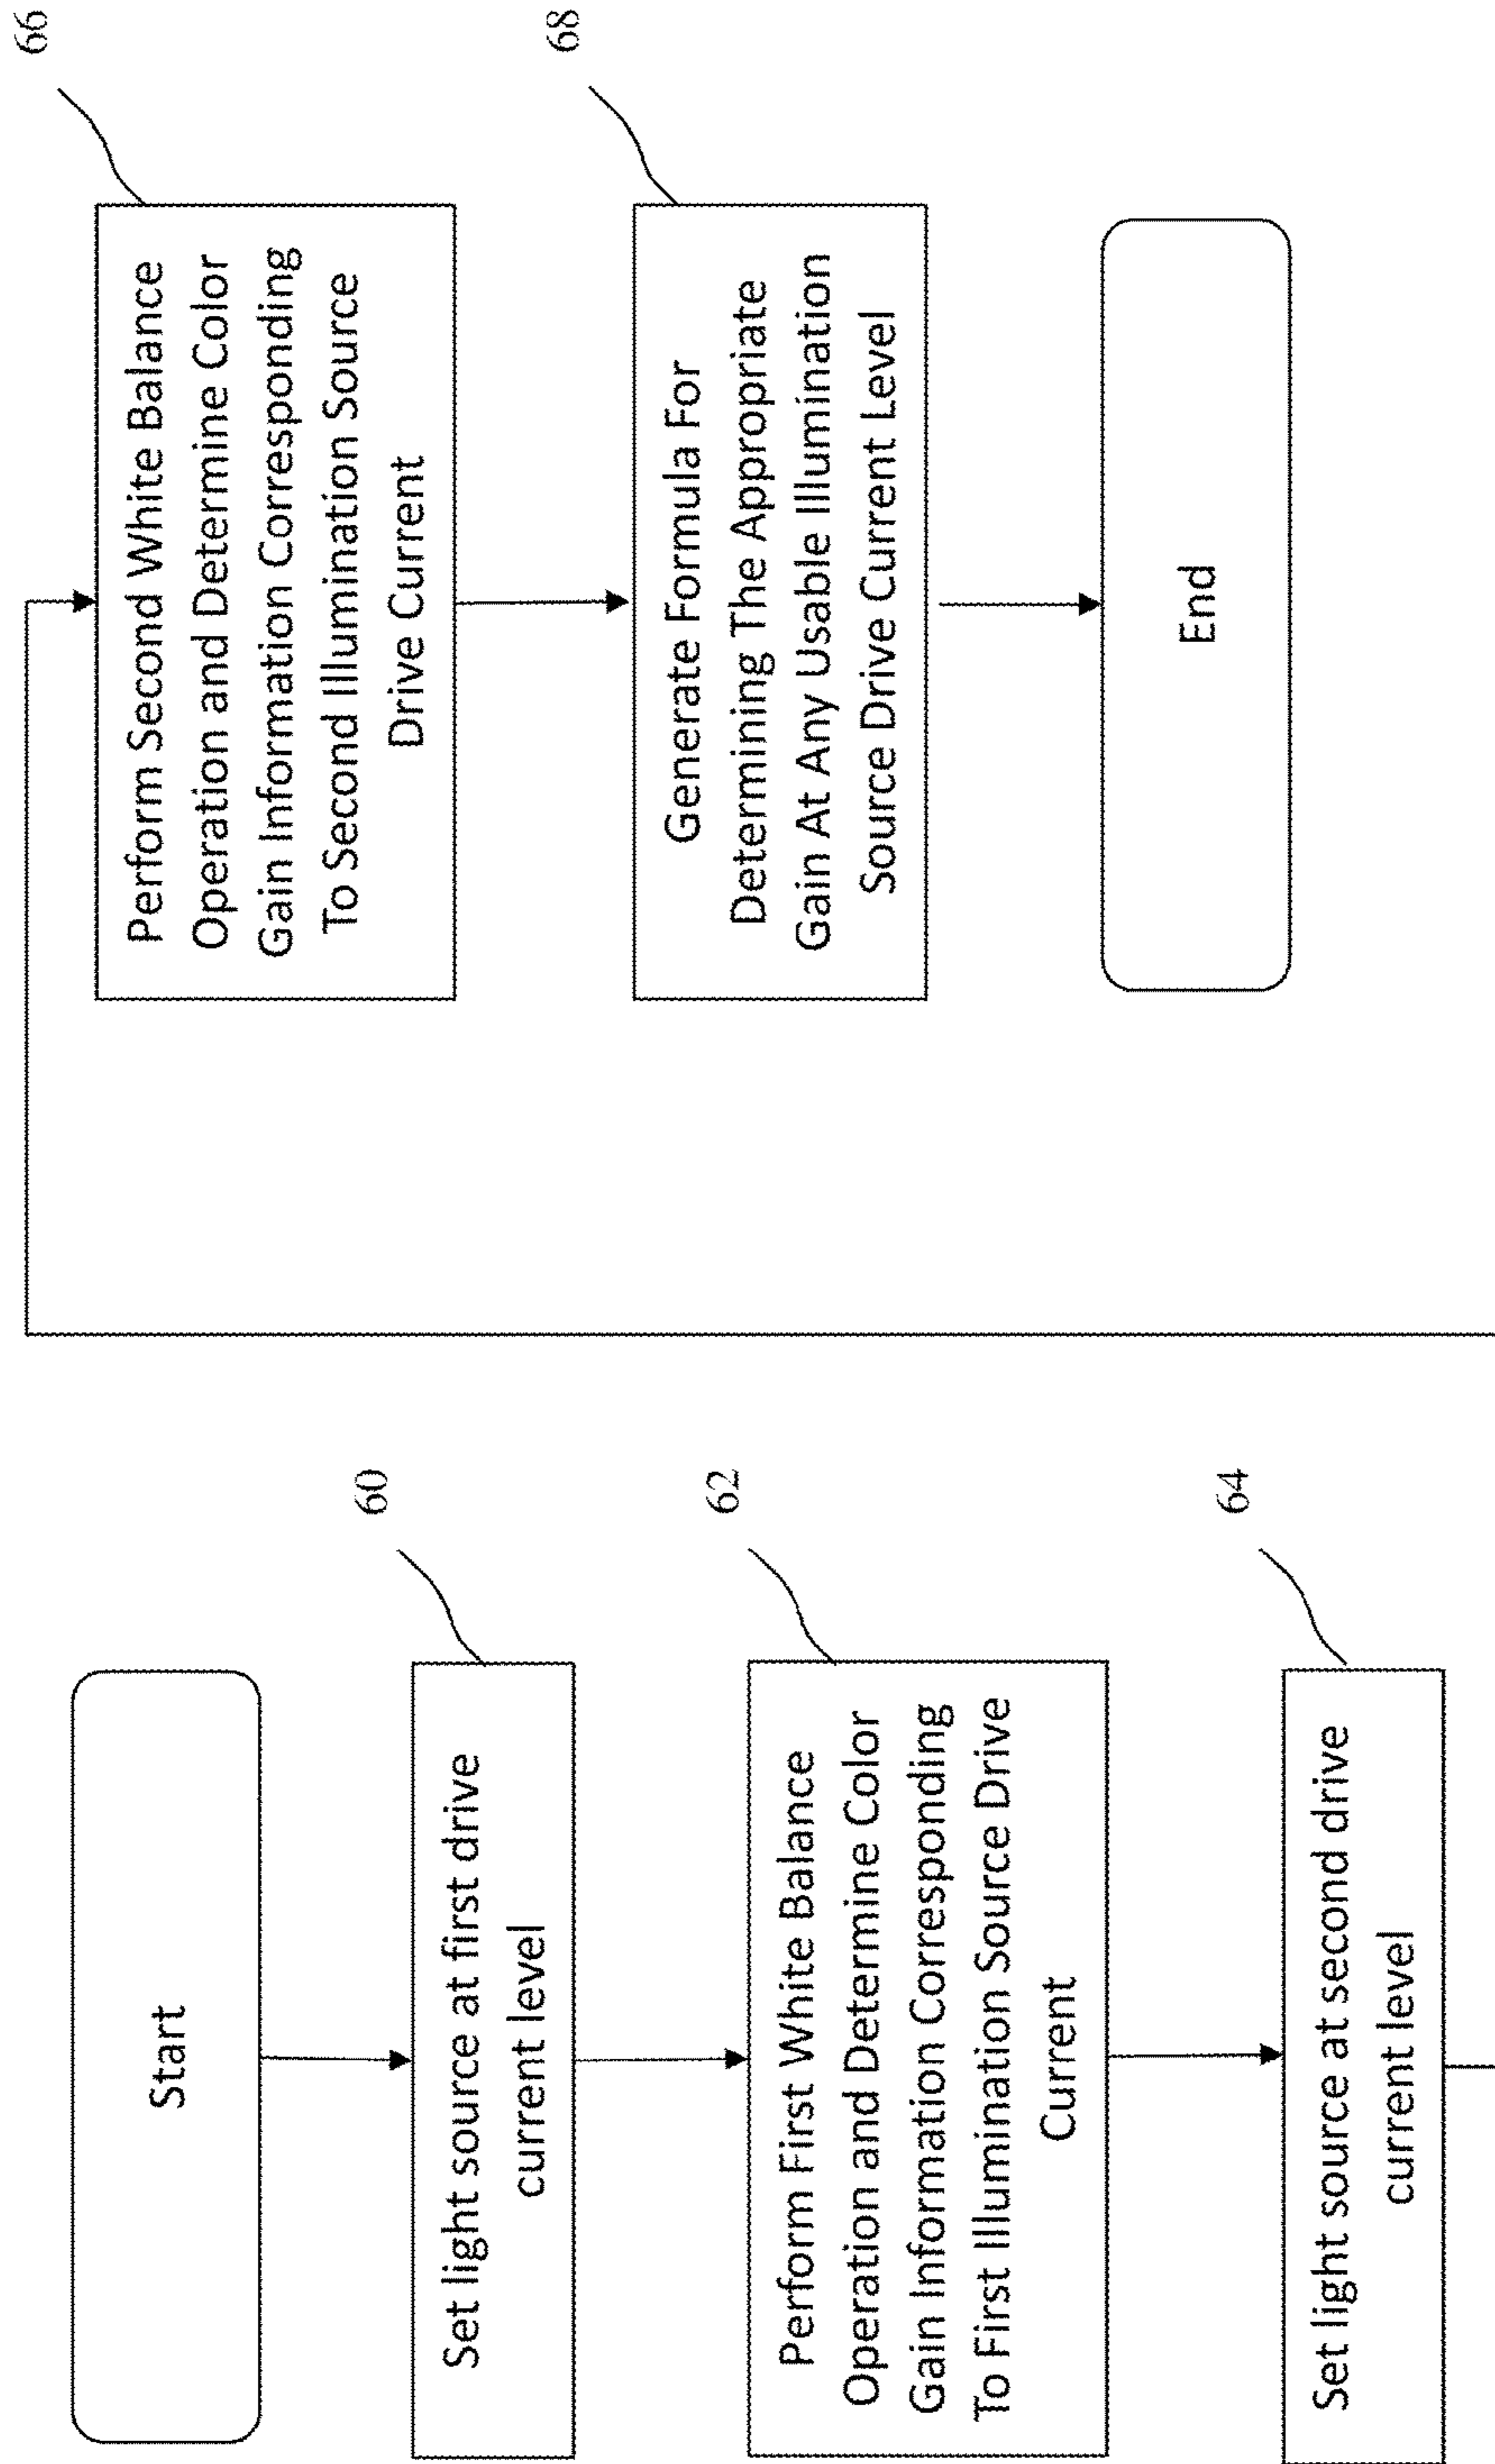 Start
60
Set light source at first drive
current level
62
Perform First White Balance
Operation and Determine Color
Gain Information Corresponding
To First Illumination Source Drive
Current
64
Set light source at second drive
current level
66
Perform Second White Balance
Operation and Determine Color
Gain Information Corresponding
To Second Illumination Source
Drive Current
68
Generate Formula For
Determining The Appropriate
Gain At Any Usable Illumination
Source Drive Current Level
End